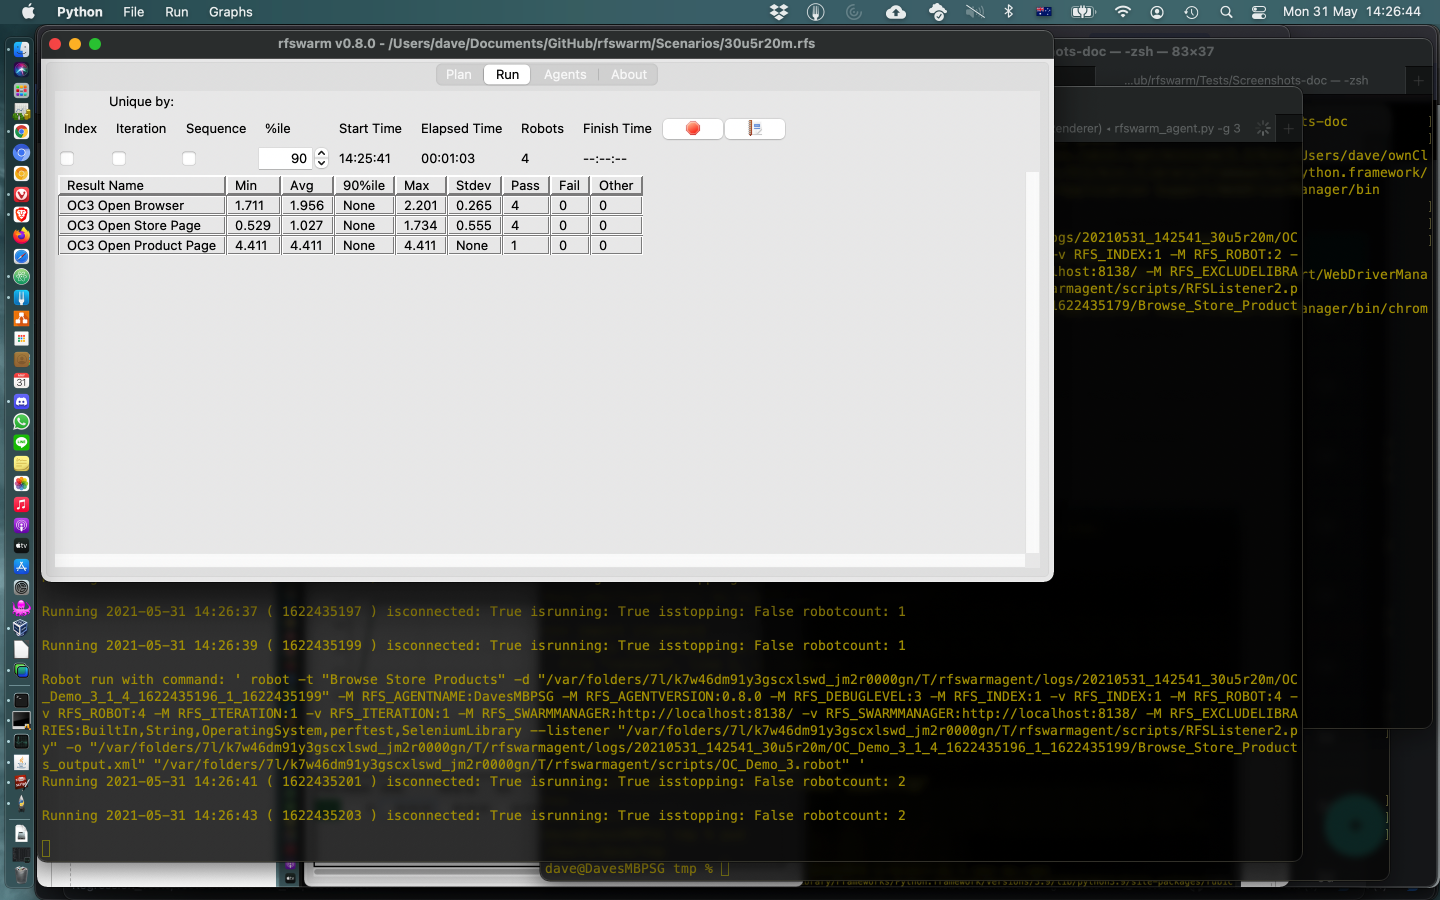 Python File Run Graphs
Mon 31 May 14:26:44
rfswarm v0.8.0 - /Users/dave/Documents/GitHub/rfswarm/Scenarios/30u5r20m.rfs
Plan Run Agents About
Unique by:
Index Iteration Sequence %ile Start Time Elapsed Time Robots Finish Time
90 14:25:41 00:01:03 4 --:--:--
Result Name Min Avg 90%ile Max Stdev Pass Fail Other
OC3 Open Browser 1.711 1.956 None 2.201 0.265 4 0 0
OC3 Open Store Page 0.529 1.027 None 1.734 0.555 4 0 0
OC3 Open Product Page 4.411 4.411 None 4.411 None 1 0 0
ots-doc — -zsh — 83×37
...ub/rfswarm/Tests/Screenshots-doc — -zsh
enderer) • rfswarm_agent.py -g 3
ts-doc
Jsers/dave/ownCl
ython.framework/
anager/bin
ogs/20210531_142541_30u5r20m/OC
-v RFS_INDEX:1 -M RFS_ROBOT:2 -
lhost:8138/ -M RFS_EXCLUDELIBRA
rt/WebDriverMana
armagent/scripts/RFSListener2.p
1622435179/Browse_Store_Product
anager/bin/chrom
Running 2021-05-31 14:26:37 ( 1622435197 ) isconnected: True isrunning: True isstopping: False robotcount: 1
Running 2021-05-31 14:26:39 ( 1622435199 ) isconnected: True isrunning: True isstopping: False robotcount: 1
Robot run with command: ' robot -t "Browse Store Products" -d "/var/folders/7l/k7w46dm91y3gscxlswd_jm2r0000gn/T/rfswarmagent/logs/20210531_142541_30u5r20m/OC
_Demo_3_1_4_1622435196_1_1622435199" -M RFS_AGENTNAME:DavesMBPSG -M RFS_AGENTVERSION:0.8.0 -M RFS_DEBUGLEVEL:3 -M RFS_INDEX:1 -v RFS_INDEX:1 -M RFS_ROBOT:4 -
v RFS_ROBOT:4 -M RFS_ITERATION:1 -v RFS_ITERATION:1 -M RFS_SWARMMANAGER:http://localhost:8138/ -v RFS_SWARMMANAGER:http://localhost:8138/ -M RFS_EXCLUDELIBRA
RIES:BuiltIn,String,OperatingSystem,perftest,SeleniumLibrary --listener "/var/folders/7l/k7w46dm91y3gscxlswd_jm2r0000gn/T/rfswarmagent/scripts/RFSListener2.p
y" -o "/var/folders/7l/k7w46dm91y3gscxlswd_jm2r0000gn/T/rfswarmagent/logs/20210531_142541_30u5r20m/OC_Demo_3_1_4_1622435196_1_1622435199/Browse_Store_Product
s_output.xml" "/var/folders/7l/k7w46dm91y3gscxlswd_jm2r0000gn/T/rfswarmagent/scripts/OC_Demo_3.robot" '
Running 2021-05-31 14:26:41 ( 1622435201 ) isconnected: True isrunning: True isstopping: False robotcount: 2
Running 2021-05-31 14:26:43 ( 1622435203 ) isconnected: True isrunning: True isstopping: False robotcount: 2
dave@DavesMBPSG tmp %